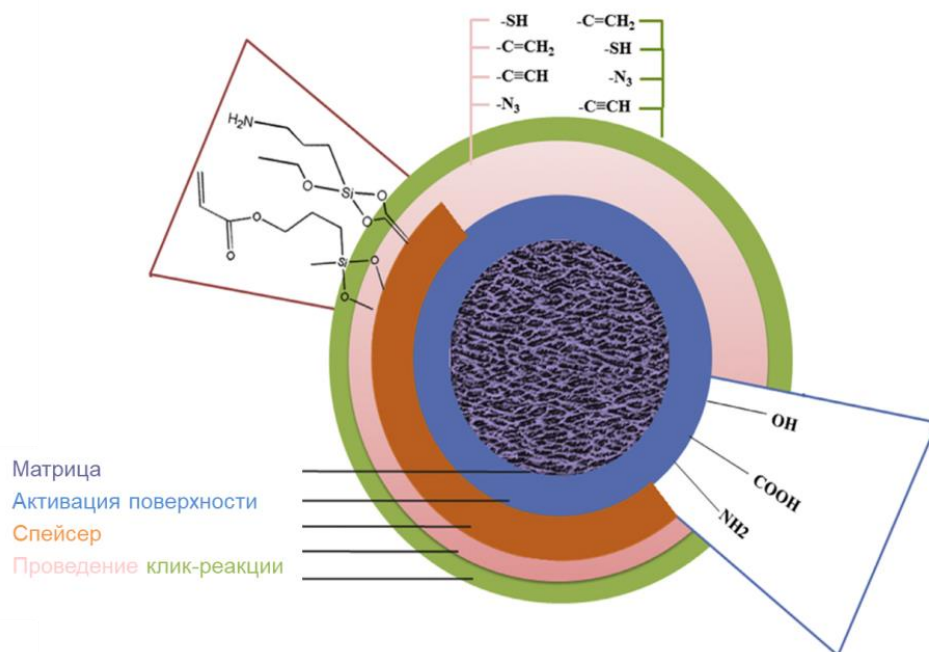 -SH
-C=CH₂
-C≡CH
-N₃
-C=CH₂
-SH
-N₃
-C≡CH
H₂N
Si
O
O
O
O
O
Si
O
O
OH
COOH
NH2
Матрица
Активация поверхности
Спейсер
Проведение клик-реакции